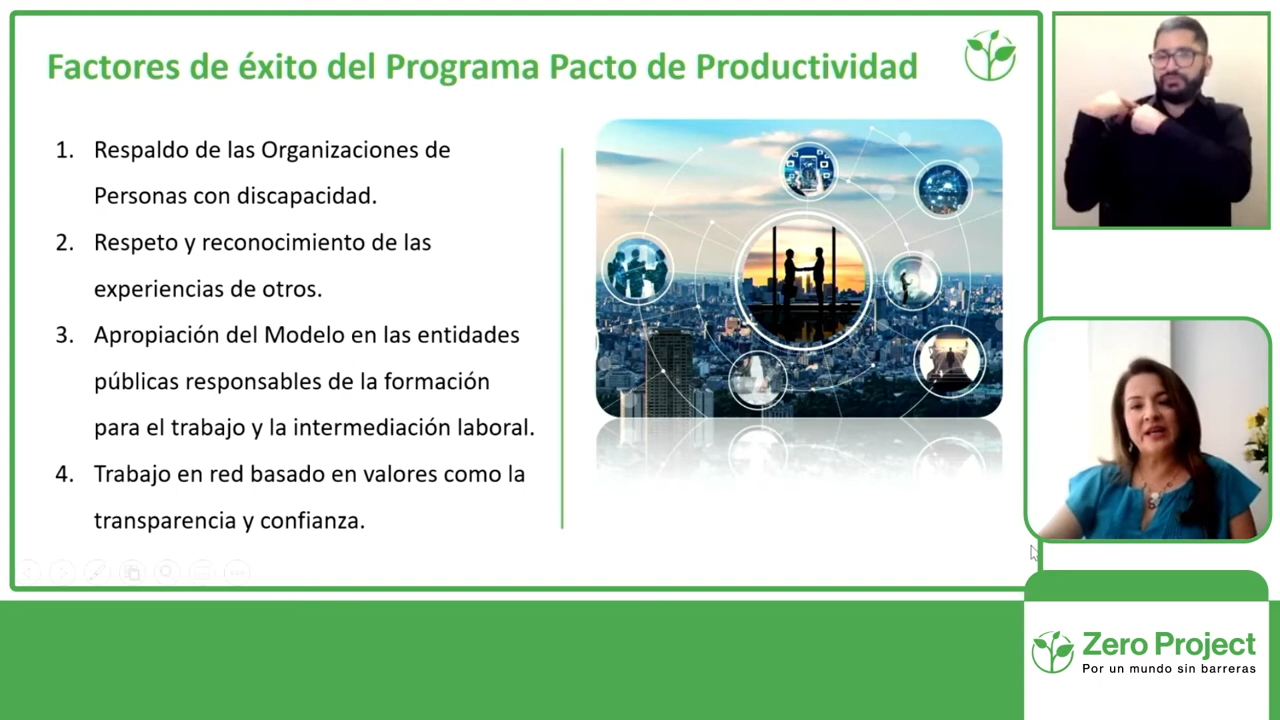 Factores de éxito del Programa Pacto de Productividad
1. Respaldo de las Organizaciones de
Personas con discapacidad.
2. Respeto y reconocimiento de las
experiencias de otros.
3. Apropiación del Modelo en las entidades
públicas responsables de la formación
para el trabajo y la intermediación laboral.
4. Trabajo en red basado en valores como la
transparencia y confianza.
Zero Project
Por un mundo sin barreras